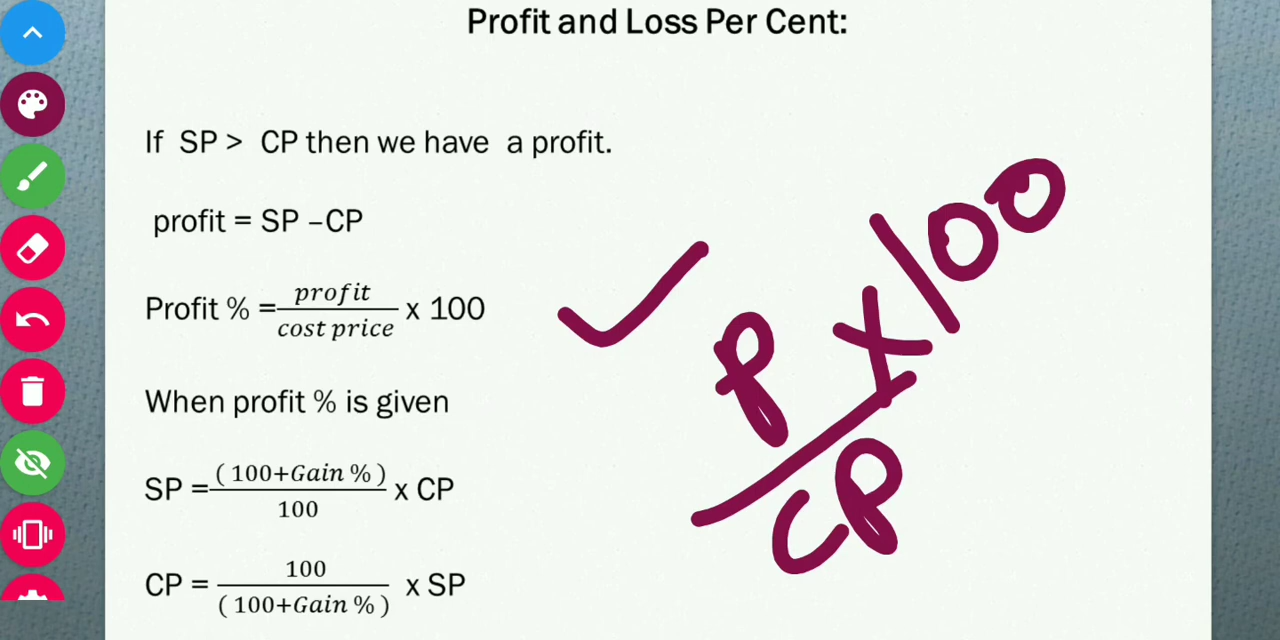 Profit and Loss Per Cent:
If SP > CP then we have a profit.
profit = SP –CP
Profit % = profit / cost price x 100
When profit % is given
SP = ( 100+Gain % ) / 100 x CP
CP = 100 / ( 100+Gain % ) x SP
P X 100
CP